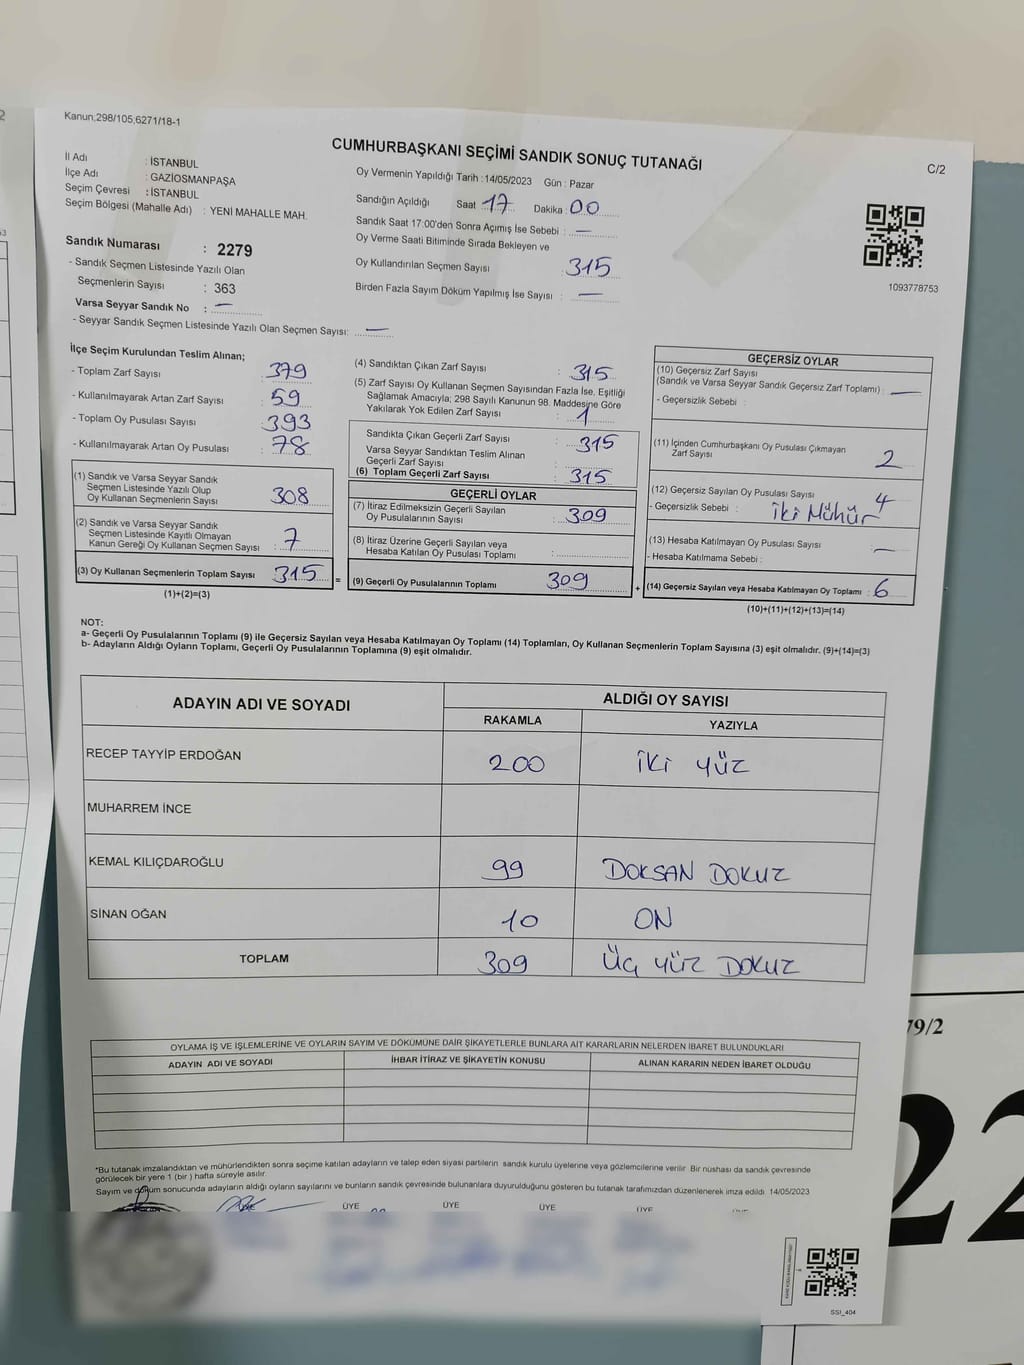 Kanun,298/105,6271/18-1
CUMHURBAŞKANI SEÇİMİ SANDIK SONUÇ TUTANAĞI
C/2
İl Adı : İSTANBUL
İlçe Adı : GAZİOSMANPAŞA
Seçim Çevresi : İSTANBUL
Seçim Bölgesi (Mahalle Adı) : YENİ MAHALLE MAH.
Sandık Numarası : 2279
- Sandık Seçmen Listesinde Yazılı Olan
Seçmenlerin Sayısı : 363
Varsa Seyyar Sandık No : —
- Seyyar Sandık Seçmen Listesinde Yazılı Olan Seçmen Sayısı: —
Oy Vermenin Yapıldığı Tarih :14/05/2023 Gün : Pazar
Sandığın Açıldığı Saat 17 Dakika 00
Sandık Saat 17:00'den Sonra Açımış İse Sebebi : —
Oy Verme Saati Bitiminde Sırada Bekleyen ve
Oy Kullandırılan Seçmen Sayısı : 315
Birden Fazla Sayım Döküm Yapılmış İse Sayısı : —
1093778753
İlçe Seçim Kurulundan Teslim Alınan;
- Toplam Zarf Sayısı : 379
- Kullanılmayarak Artan Zarf Sayısı : 59
- Toplam Oy Pusulası Sayısı : 393
- Kullanılmayarak Artan Oy Pusulası : 78
(1) Sandık ve Varsa Seyyar Sandık
Seçmen Listesinde Yazılı Olup
Oy Kullanan Seçmenlerin Sayısı : 308
(2) Sandık ve Varsa Seyyar Sandık
Seçmen Listesinde Kayıtlı Olmayan
Kanun Gereği Oy Kullanan Seçmen Sayısı : 7
(3) Oy Kullanan Seçmenlerin Toplam Sayısı : 315
(1)+(2)=(3)
=
(4) Sandıktan Çıkan Zarf Sayısı : 315
(5) Zarf Sayısı Oy Kullanan Seçmen Sayısından Fazla İse, Eşitliği
Sağlamak Amacıyla; 298 Sayılı Kanunun 98. Maddesine Göre
Yakılarak Yok Edilen Zarf Sayısı : 1
Sandıkta Çıkan Geçerli Zarf Sayısı : 315
Varsa Seyyar Sandıktan Teslim Alınan
Geçerli Zarf Sayısı :
(6) Toplam Geçerli Zarf Sayısı : 315
GEÇERLİ OYLAR
(7) İtiraz Edilmeksizin Geçerli Sayılan
Oy Pusulalarının Sayısı : 309
(8) İtiraz Üzerine Geçerli Sayılan veya
Hesaba Katılan Oy Pusulası Toplamı :
(9) Geçerli Oy Pusulalarının Toplamı 309
+
GEÇERSİZ OYLAR
(10) Geçersiz Zarf Sayısı
(Sandık ve Varsa Seyyar Sandık Geçersiz Zarf Toplamı) : —
- Geçersizlik Sebebi :
(11) İçinden Cumhurbaşkanı Oy Pusulası Çıkmayan
Zarf Sayısı 2
(12) Geçersiz Sayılan Oy Pusulası Sayısı 4
- Geçersizlik Sebebi : iki Mühür
(13) Hesaba Katılmayan Oy Pusulası Sayısı —
- Hesaba Katılmama Sebebi :
(14) Geçersiz Sayılan veya Hesaba Katılmayan Oy Toplamı : 6
(10)+(11)+(12)+(13)=(14)
NOT:
a- Geçerli Oy Pusulalarının Toplamı (9) ile Geçersiz Sayılan veya Hesaba Katılmayan Oy Toplamı (14) Toplamları, Oy Kullanan Seçmenlerin Toplam Sayısına (3) eşit olmalıdır. (9)+(14)=(3)
b- Adayların Aldığı Oyların Toplamı, Geçerli Oy Pusulalarının Toplamına (9) eşit olmalıdır.
ADAYIN ADI VE SOYADI ALDIĞI OY SAYISI
RAKAMLA YAZIYLA
RECEP TAYYİP ERDOĞAN 200 iki YÜZ
MUHARREM İNCE
KEMAL KILIÇDAROĞLU 99 DOKSAN DOKUZ
SİNAN OĞAN 10 ON
TOPLAM 309 ÜÇ YÜZ DOKUZ
OYLAMA İŞ VE İŞLEMLERİNE VE OYLARIN SAYIM VE DÖKÜMÜNE DAİR ŞİKAYETLERLE BUNLARA AİT KARARLARIN NELERDEN İBARET BULUNDUKLARI
ADAYIN ADI VE SOYADI İHBAR İTİRAZ VE ŞİKAYETİN KONUSU ALINAN KARARIN NEDEN İBARET OLDUĞU
*Bu tutanak imzalandıktan ve mühürlendikten sonra seçime katılan adayların ve talep eden siyasi partilerin sandık kurulu üyelerine veya gözlemcilerine verilir. Bir nüshası da sandık çevresinde
görülecek bir yere 1 (bir) hafta süreyle asılır.
Sayım ve döküm sonucunda adayların aldığı oyların sayılarını ve bunların sandık çevresinde bulunanlara duyurulduğunu gösteren bu tutanak tarafımızdan düzenlenerek imza edildi. 14/05/2023
ÜYE ÜYE ÜYE ÜYE
SSI_404
79/2
22